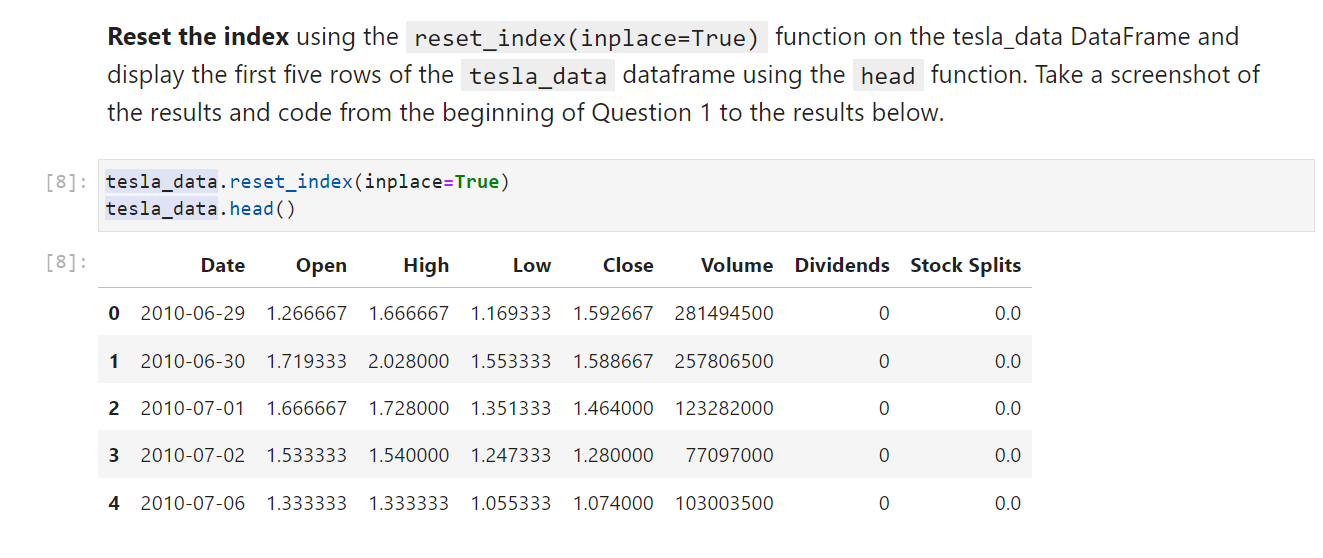 Reset the index using the reset_index(inplace=True) function on the tesla_data DataFrame and
display the first five rows of the tesla_data dataframe using the head function. Take a screenshot of
the results and code from the beginning of Question 1 to the results below.
[8]: tesla_data.reset_index(inplace=True)
tesla_data.head()
[8]: Date Open High Low Close Volume Dividends Stock Splits
0 2010-06-29 1.266667 1.666667 1.169333 1.592667 281494500 0 0.0
1 2010-06-30 1.719333 2.028000 1.553333 1.588667 257806500 0 0.0
2 2010-07-01 1.666667 1.728000 1.351333 1.464000 123282000 0 0.0
3 2010-07-02 1.533333 1.540000 1.247333 1.280000 77097000 0 0.0
4 2010-07-06 1.333333 1.333333 1.055333 1.074000 103003500 0 0.0